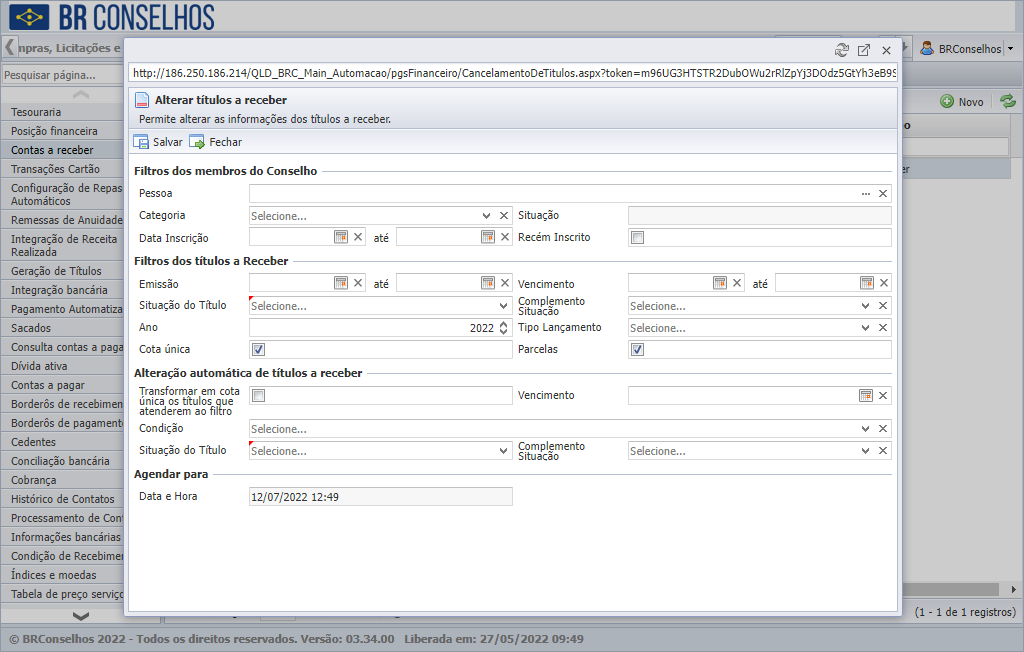 BR CONSELHOS
mpras, Licitações e
BRConselhos
Pesquisar página...
http://186.250.186.214/QLD_BRC_Main_Automacao/pgsFinanceiro/CancelamentoDeTitulos.aspx?token=m96UG3HTSTR2DubOWu2rRlZpYj3DOdz5GtYh3eB9S
Alterar títulos a receber
Permite alterar as informações dos títulos a receber.
Salvar Fechar
Novo
Tesouraria
Posição financeira
Contas a receber
Transações Cartão
Configuração de Repas
Automáticos
Remessas de Anuidade
Integração de Receita
Realizada
Geração de Títulos
Integração bancária
Pagamento Automatiza
Sacados
Consulta contas a paga
Dívida ativa
Contas a pagar
Borderôs de recebimen
Borderôs de pagamento
Cedentes
Conciliação bancária
Cobrança
Histórico de Contatos
Processamento de Con
Informações bancárias
Condição de Recebimen
Índices e moedas
Tabela de preço serviço
Filtros dos membros do Conselho
Pessoa
Categoria Selecione... Situação
Data Inscrição até Recém Inscrito
Filtros dos títulos a Receber
Emissão até Vencimento até
Situação do Título Selecione... Complemento Situação Selecione...
Ano 2022 Tipo Lançamento Selecione...
Cota única Parcelas
Alteração automática de títulos a receber
Transformar em cota
única os títulos que
atenderem ao filtro
Vencimento
Condição Selecione...
Situação do Título Selecione... Complemento Situação Selecione...
Agendar para
Data e Hora 12/07/2022 12:49
o
er
(1 - 1 de 1 registros)
© BRConselhos 2022 - Todos os direitos reservados. Versão: 03.34.00 Liberada em: 27/05/2022 09:49